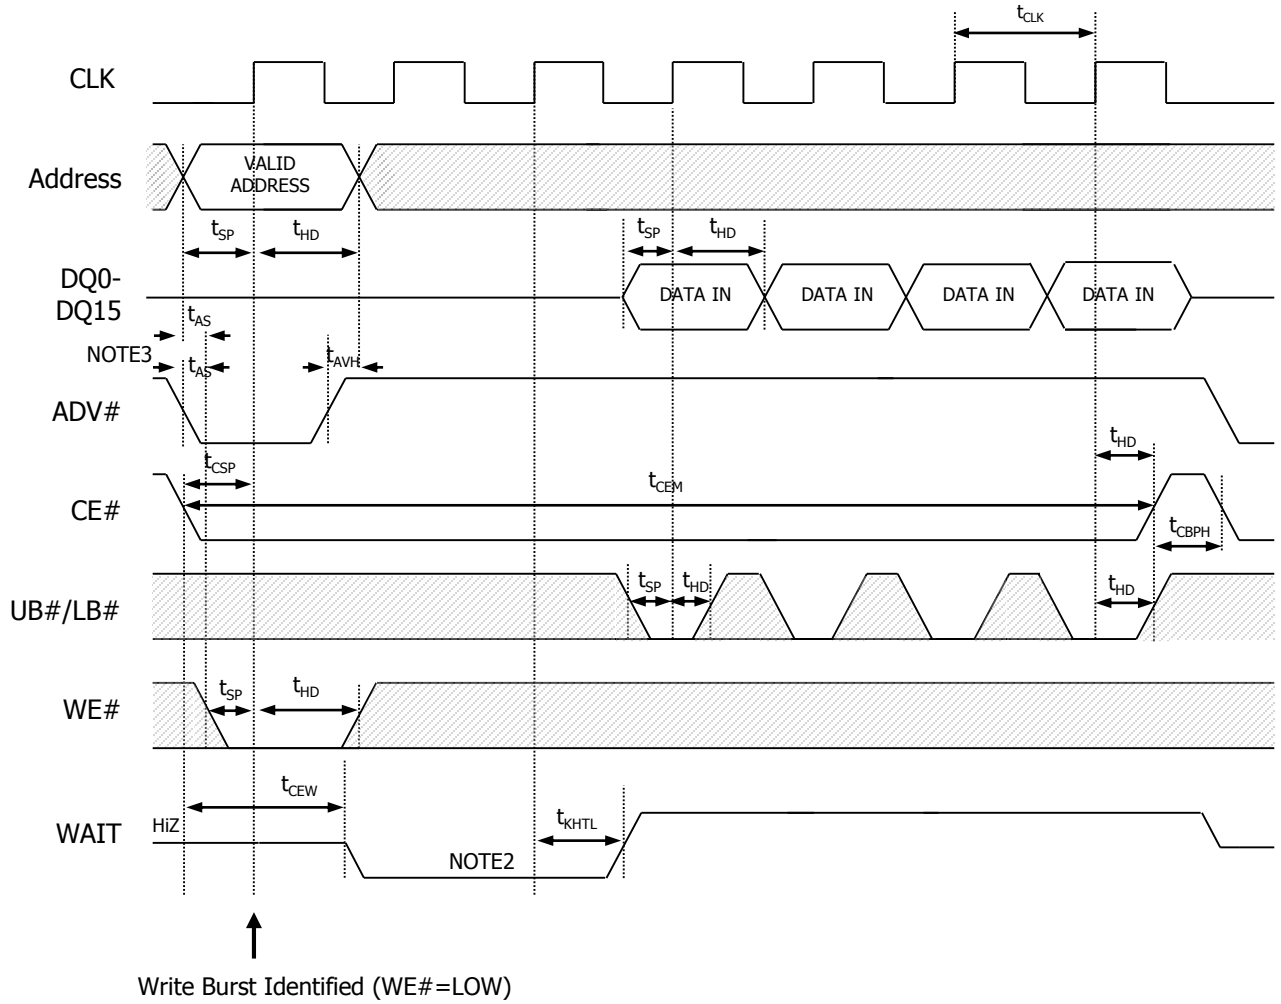 tCLK
CLK
Address
VALID
ADDRESS
tSP
tHD
tSP
tHD
DQ0-
DQ15
DATA IN
DATA IN
DATA IN
DATA IN
tAS
NOTE3
tAS
tAVH
ADV#
tHD
tCSP
tCEM
CE#
tCBPH
UB#/LB#
tSP
tHD
tHD
WE#
tSP
tHD
tCEW
WAIT
HiZ
tKHTL
NOTE2
Write Burst Identified (WE#=LOW)